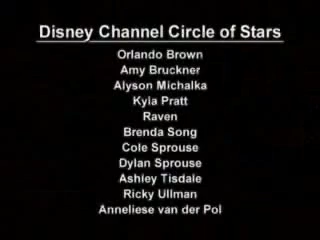 Disney Channel Circle of Stars
Orlando Brown
Amy Bruckner
Alyson Michalka
Kyla Pratt
Raven
Brenda Song
Cole Sprouse
Dylan Sprouse
Ashley Tisdale
Ricky Ullman
Anneliese van der Pol